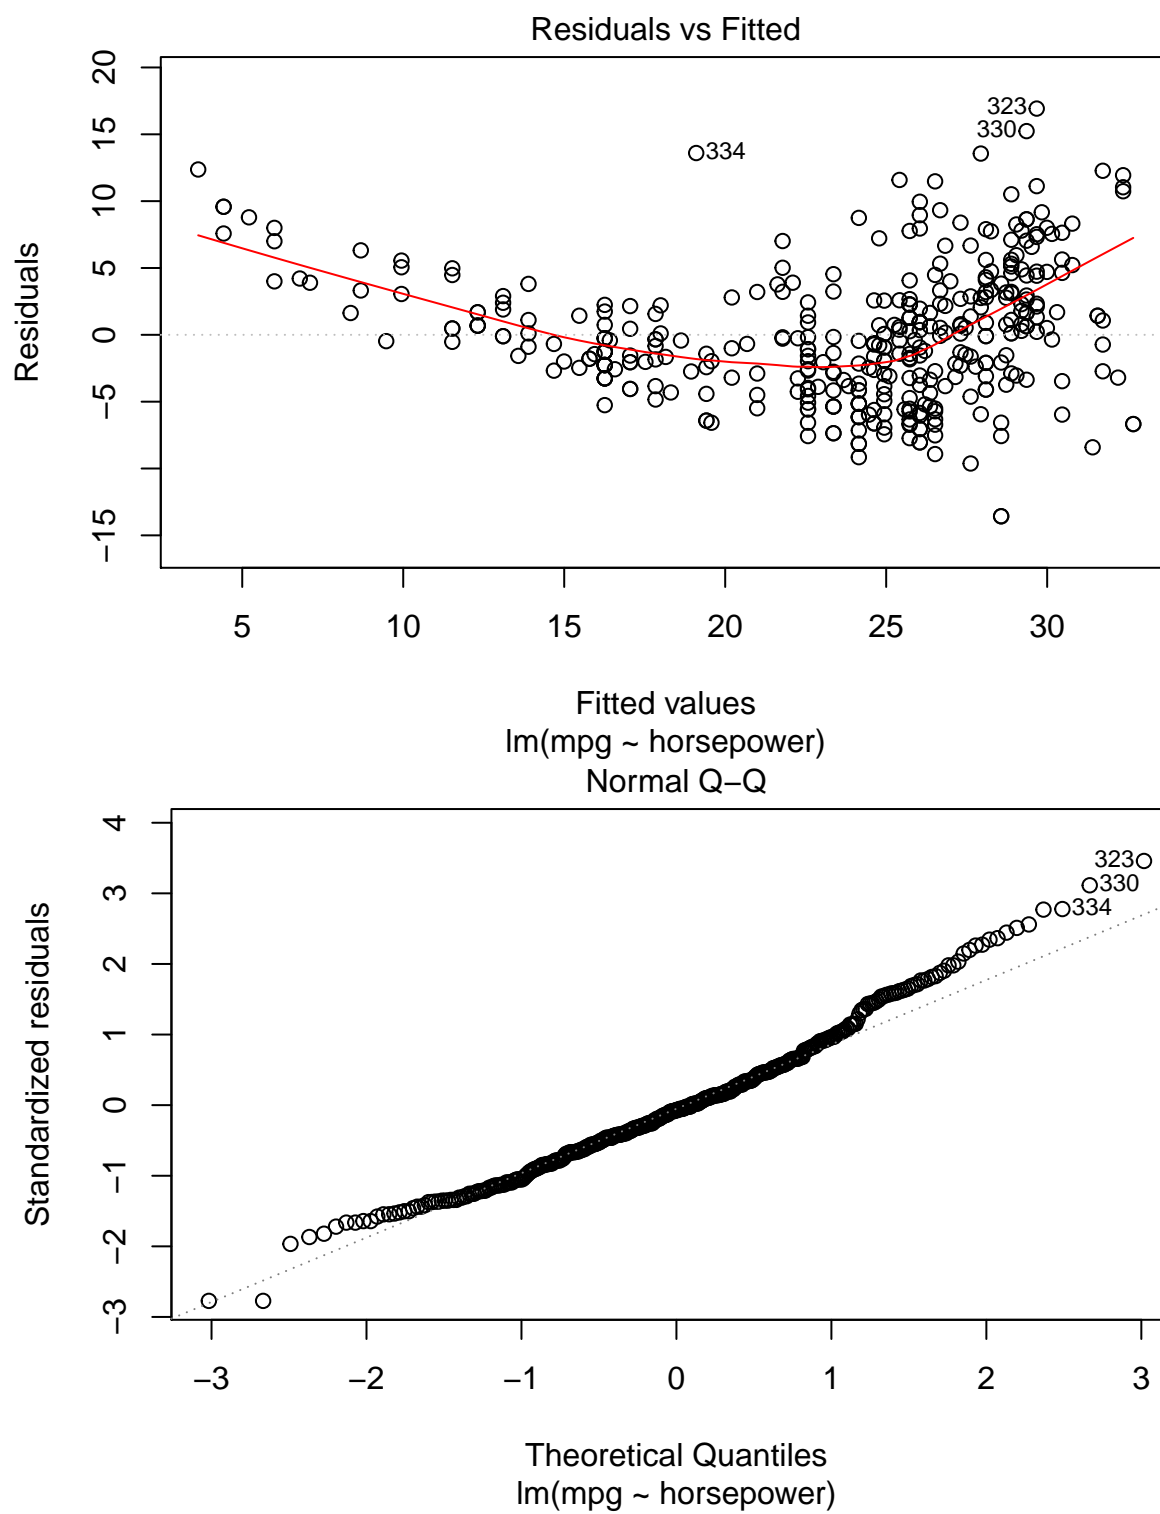 Residuals vs Fitted
20
15
10
5
0
−5
−15
Residuals
323
330
334
5 10 15 20 25 30
Fitted values
lm(mpg ~ horsepower)
Normal Q−Q
4
3
2
1
0
−1
−2
−3
Standardized residuals
323
330
334
−3 −2 −1 0 1 2 3
Theoretical Quantiles
lm(mpg ~ horsepower)